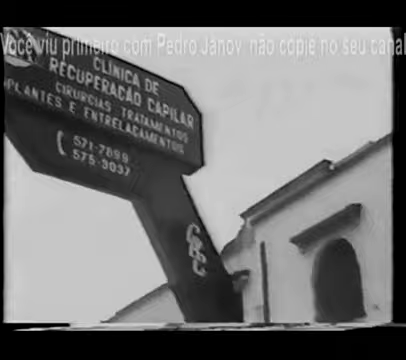 Você viu primeiro com Pedro Janov não copie no seu canal
CLÍNICA DE
RECUPERAÇÃO CAPILAR
CIRURGIAS TRATAMENTOS
PLANTES E ENTRELAÇAMENTOS
571-7899
575-3037
CRC